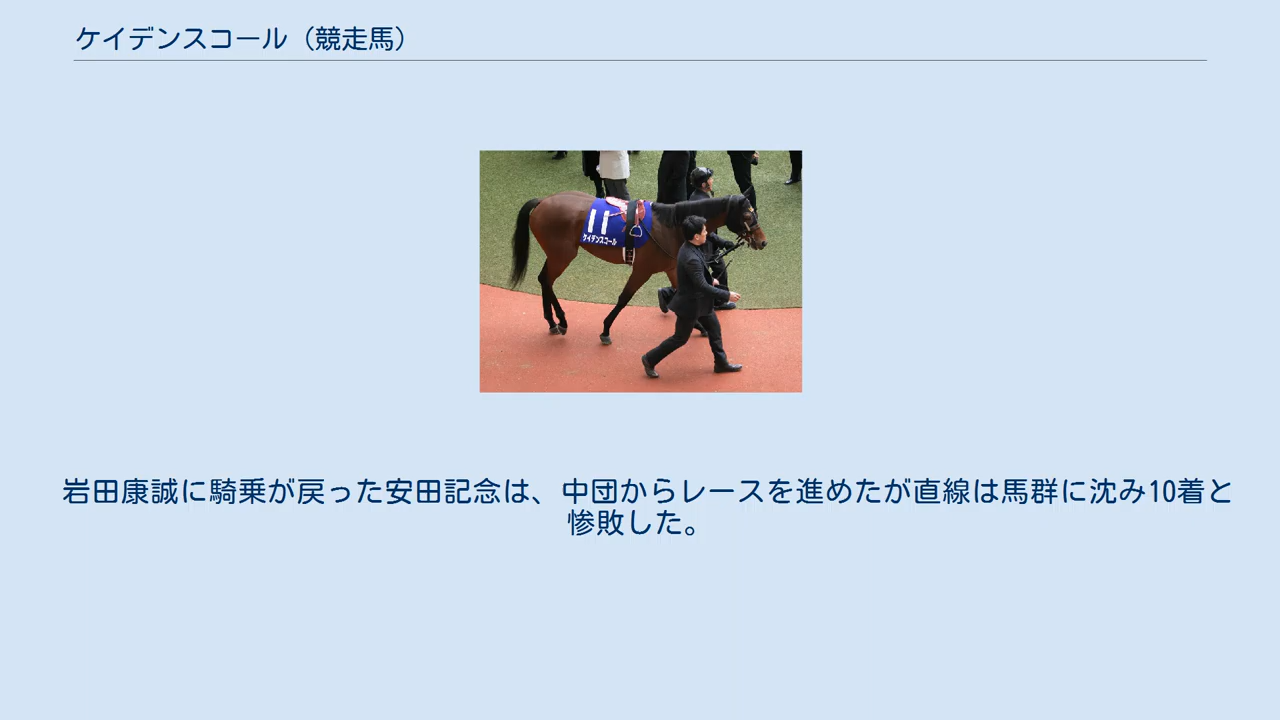 ケイデンスコール（競走馬）
11
ケイデンスコール
岩田康誠に騎乗が戻った安田記念は、中団からレースを進めたが直線は馬群に沈み10着と
惨敗した。